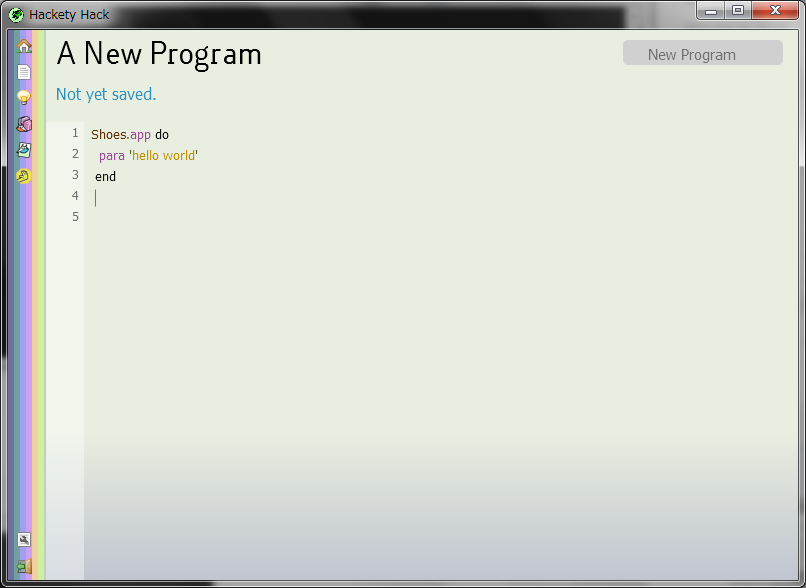 Hackety Hack
A New Program
New Program
Not yet saved.
1 Shoes.app do
2 para 'hello world'
3 end
4
5